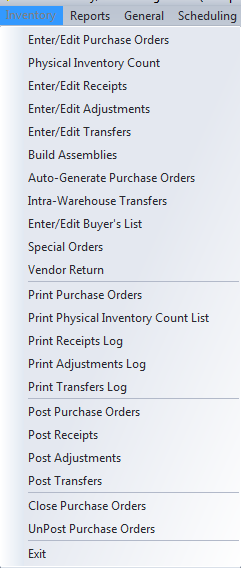 Inventory Reports General Scheduling
Enter/Edit Purchase Orders
Physical Inventory Count
Enter/Edit Receipts
Enter/Edit Adjustments
Enter/Edit Transfers
Build Assemblies
Auto-Generate Purchase Orders
Intra-Warehouse Transfers
Enter/Edit Buyer's List
Special Orders
Vendor Return
Print Purchase Orders
Print Physical Inventory Count List
Print Receipts Log
Print Adjustments Log
Print Transfers Log
Post Purchase Orders
Post Receipts
Post Adjustments
Post Transfers
Close Purchase Orders
UnPost Purchase Orders
Exit